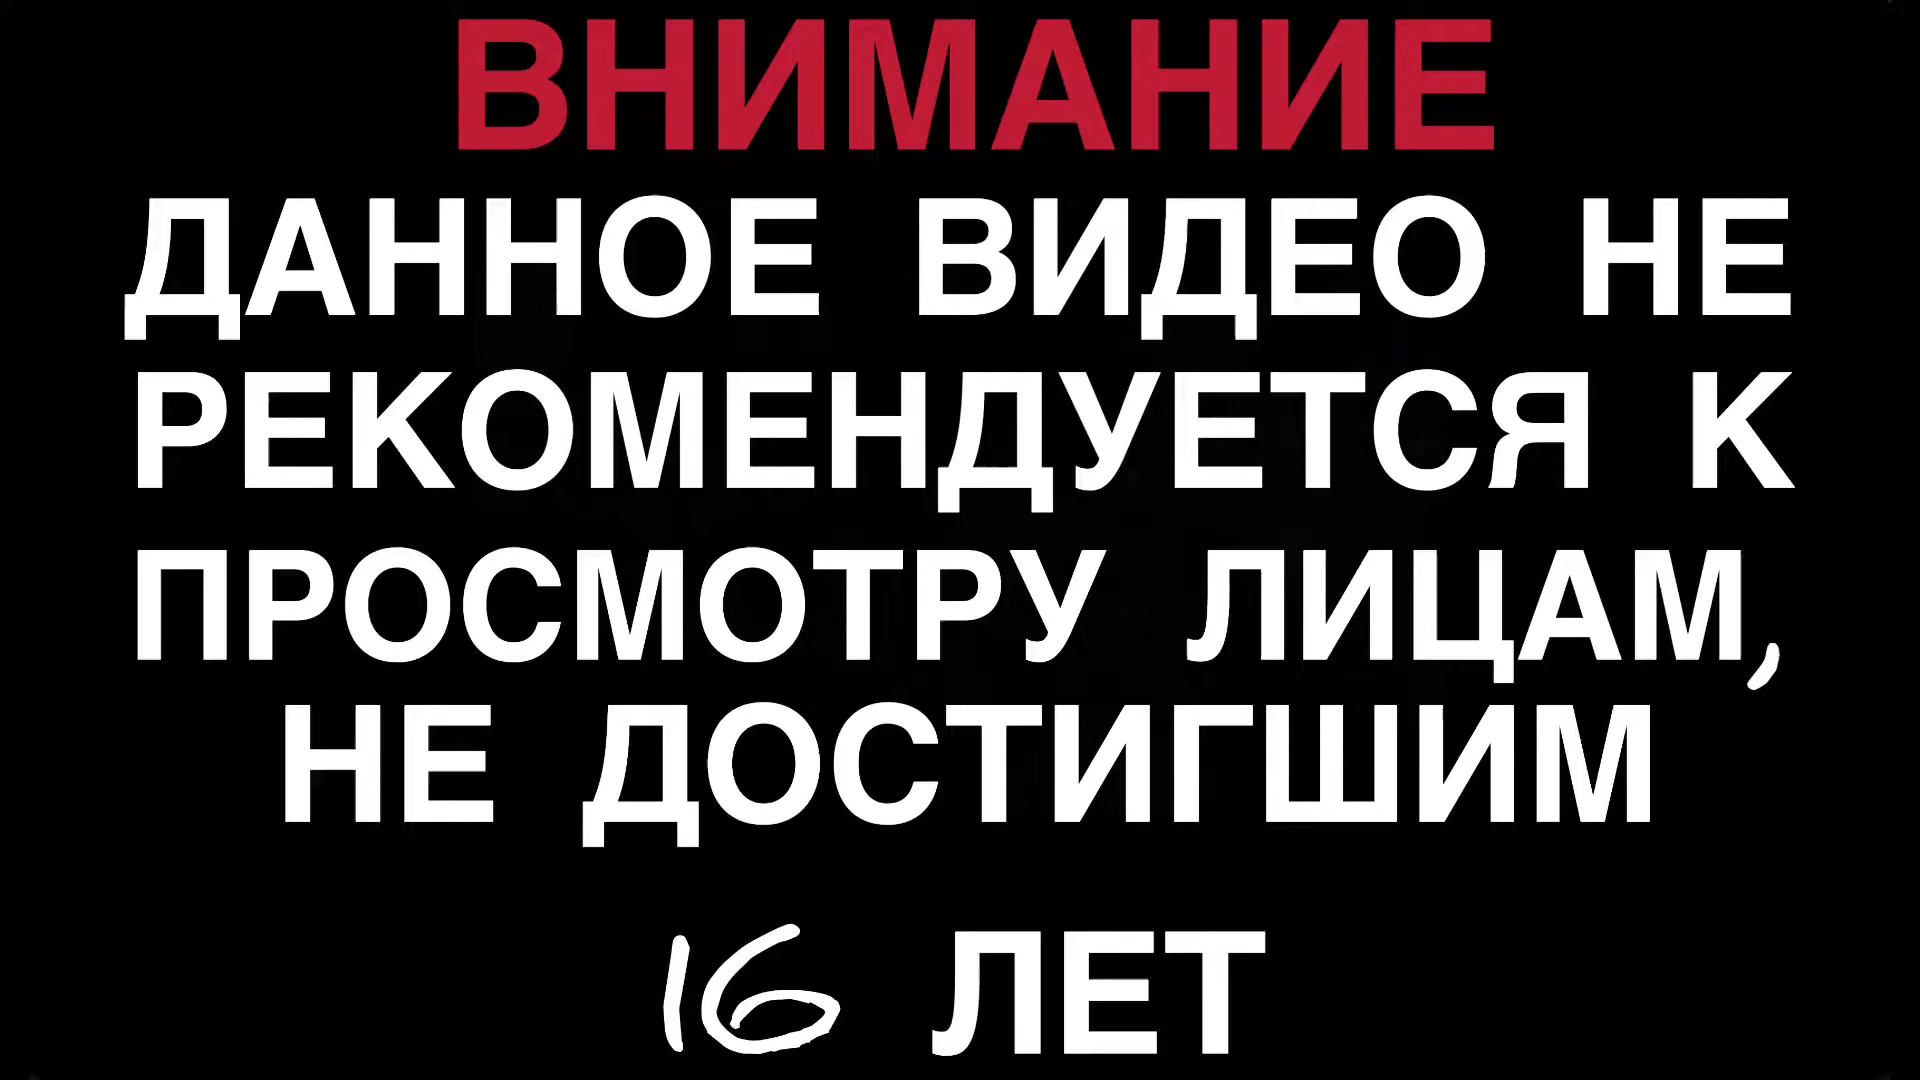 ВНИМАНИЕ
ДАННОЕ ВИДЕО НЕ
РЕКОМЕНДУЕТСЯ К
ПРОСМОТРУ ЛИЦАМ,
НЕ ДОСТИГШИМ
16 ЛЕТ